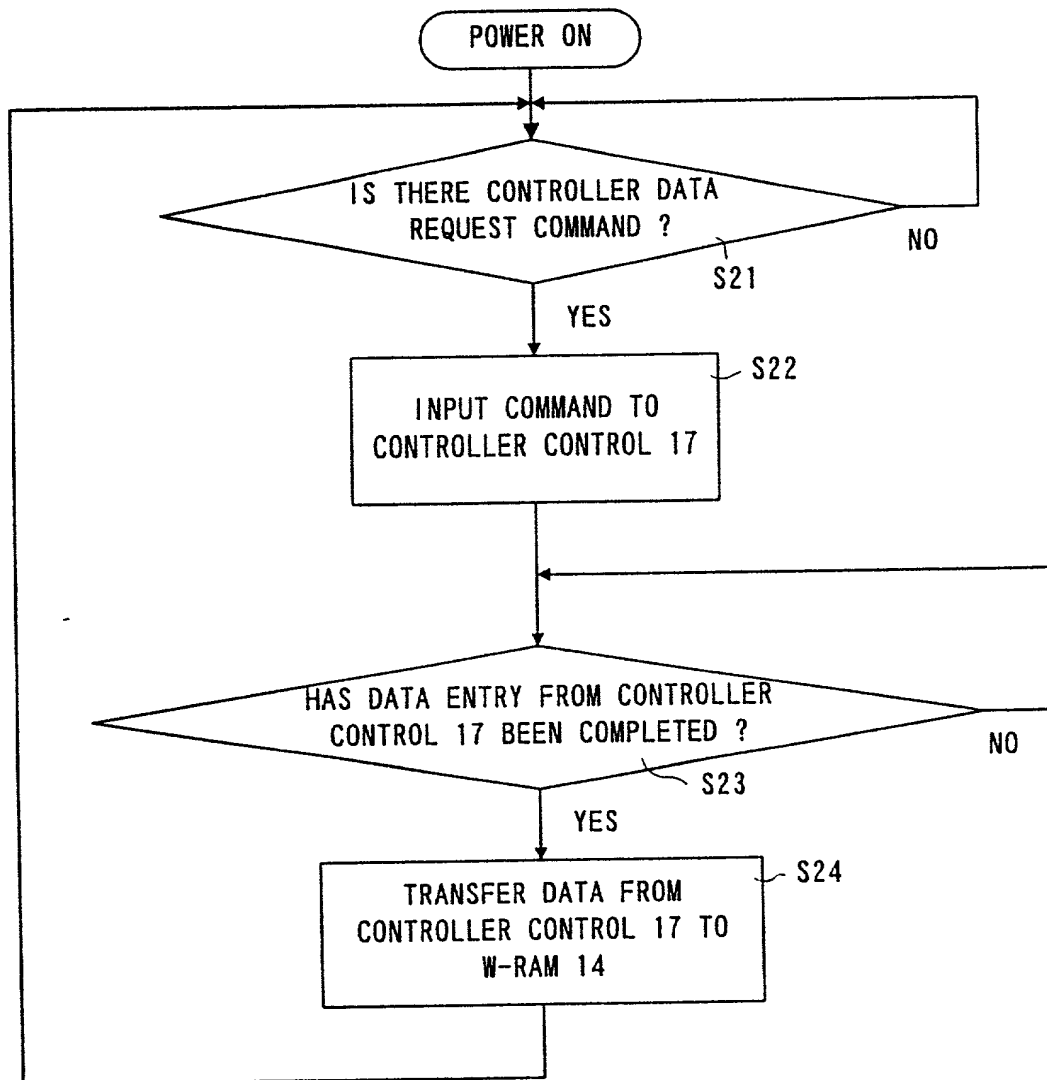 POWER ON
IS THERE CONTROLLER DATA
REQUEST COMMAND ?
NO
S21
YES
S22
INPUT COMMAND TO
CONTROLLER CONTROL 17
HAS DATA ENTRY FROM CONTROLLER
CONTROL 17 BEEN COMPLETED ?
NO
S23
YES
S24
TRANSFER DATA FROM
CONTROLLER CONTROL 17 TO
W-RAM 14